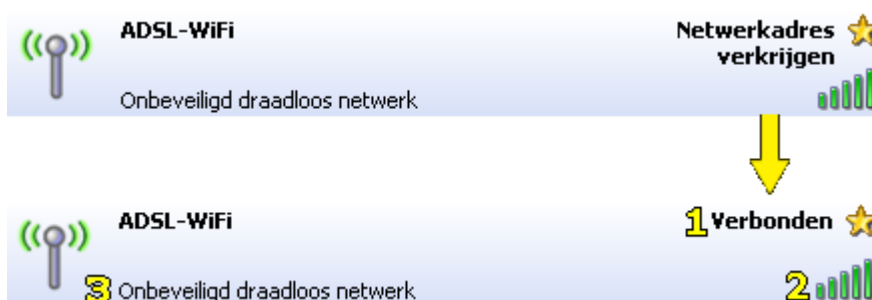 ADSL-WiFi
Netwerkadres
verkrijgen
Onbeveiligd draadloos netwerk
ADSL-WiFi
1 Verbonden
3 Onbeveiligd draadloos netwerk
2